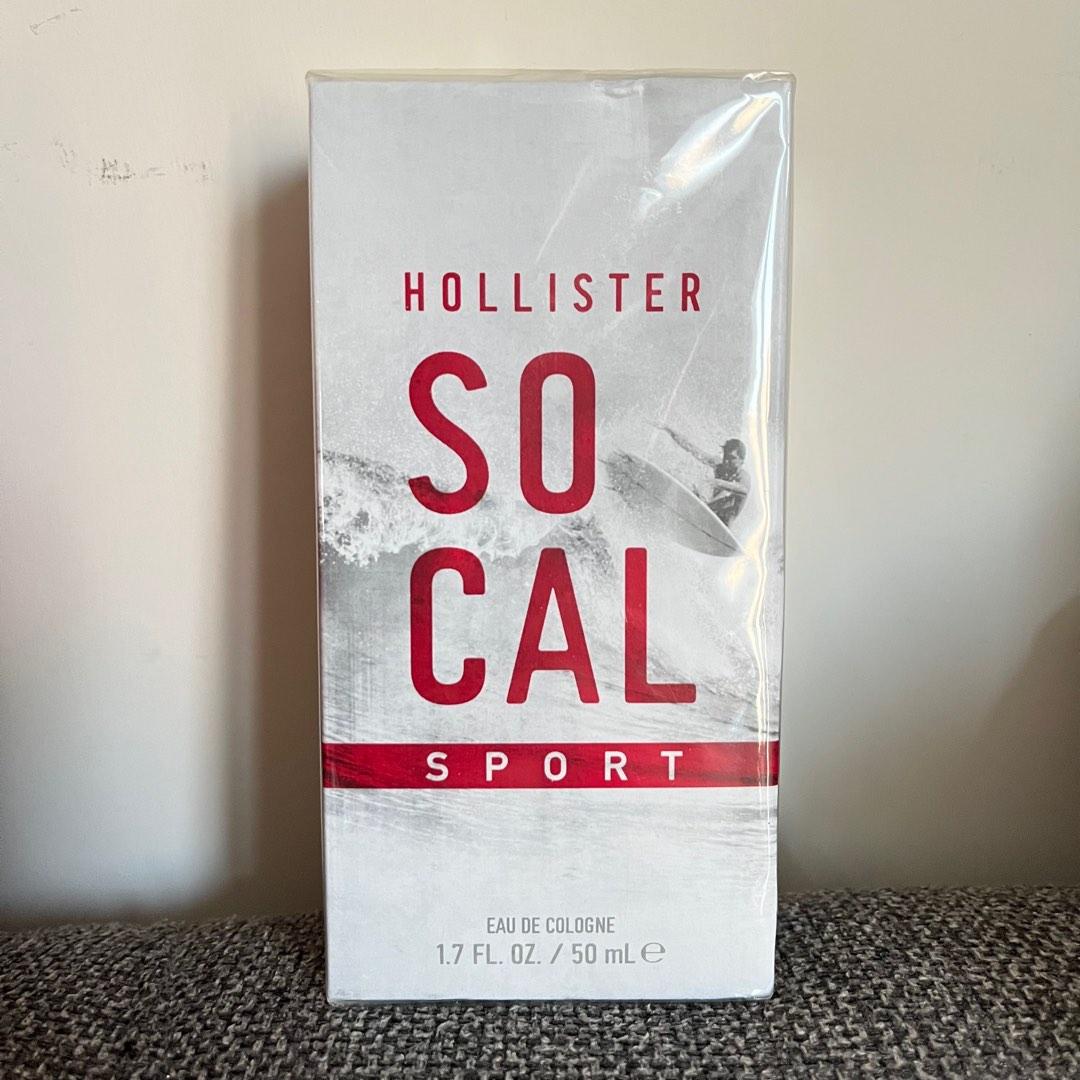 HOLLISTER
SO
CAL
SPORT
EAU DE COLOGNE
1.7 FL. OZ. / 50 mL ℮